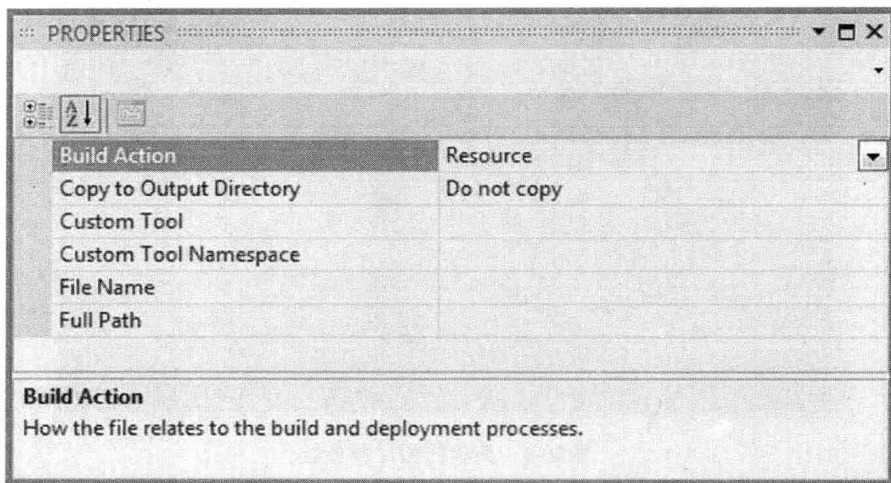 PROPERTIES
Build Action Resource
Copy to Output Directory Do not copy
Custom Tool
Custom Tool Namespace
File Name
Full Path
Build Action
How the file relates to the build and deployment processes.